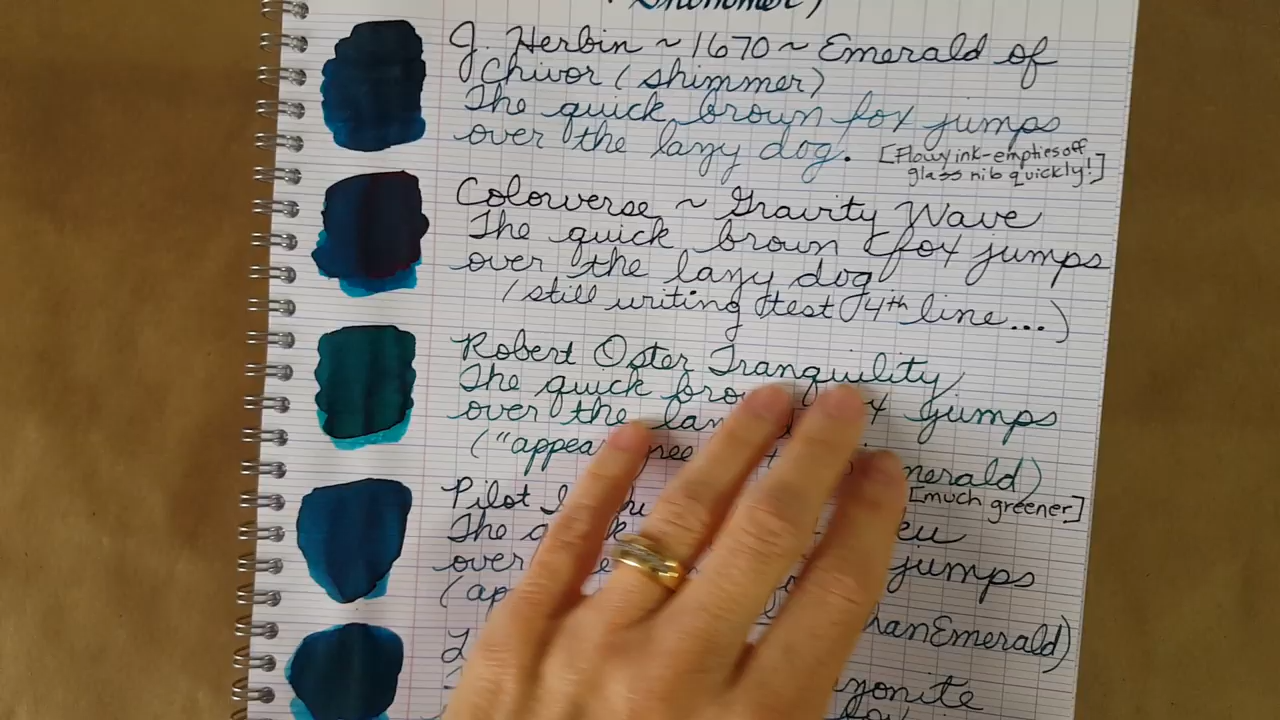 Shimmer)
J. Herbin ~ 1670 ~ Emerald of
Chivor (shimmer)
The quick brown fox jumps
over the lazy dog.
[Flowy ink-empties off
glass nib quickly!]
Colorverse ~ Gravity Wave
The quick brown fox jumps
over the lazy dog
(still writing test 4th line...)
Robert Oster Tranquility
The quick jumps
over the
Emerald)
[much greener]
Pilot
The
over jumps
than Emerald)